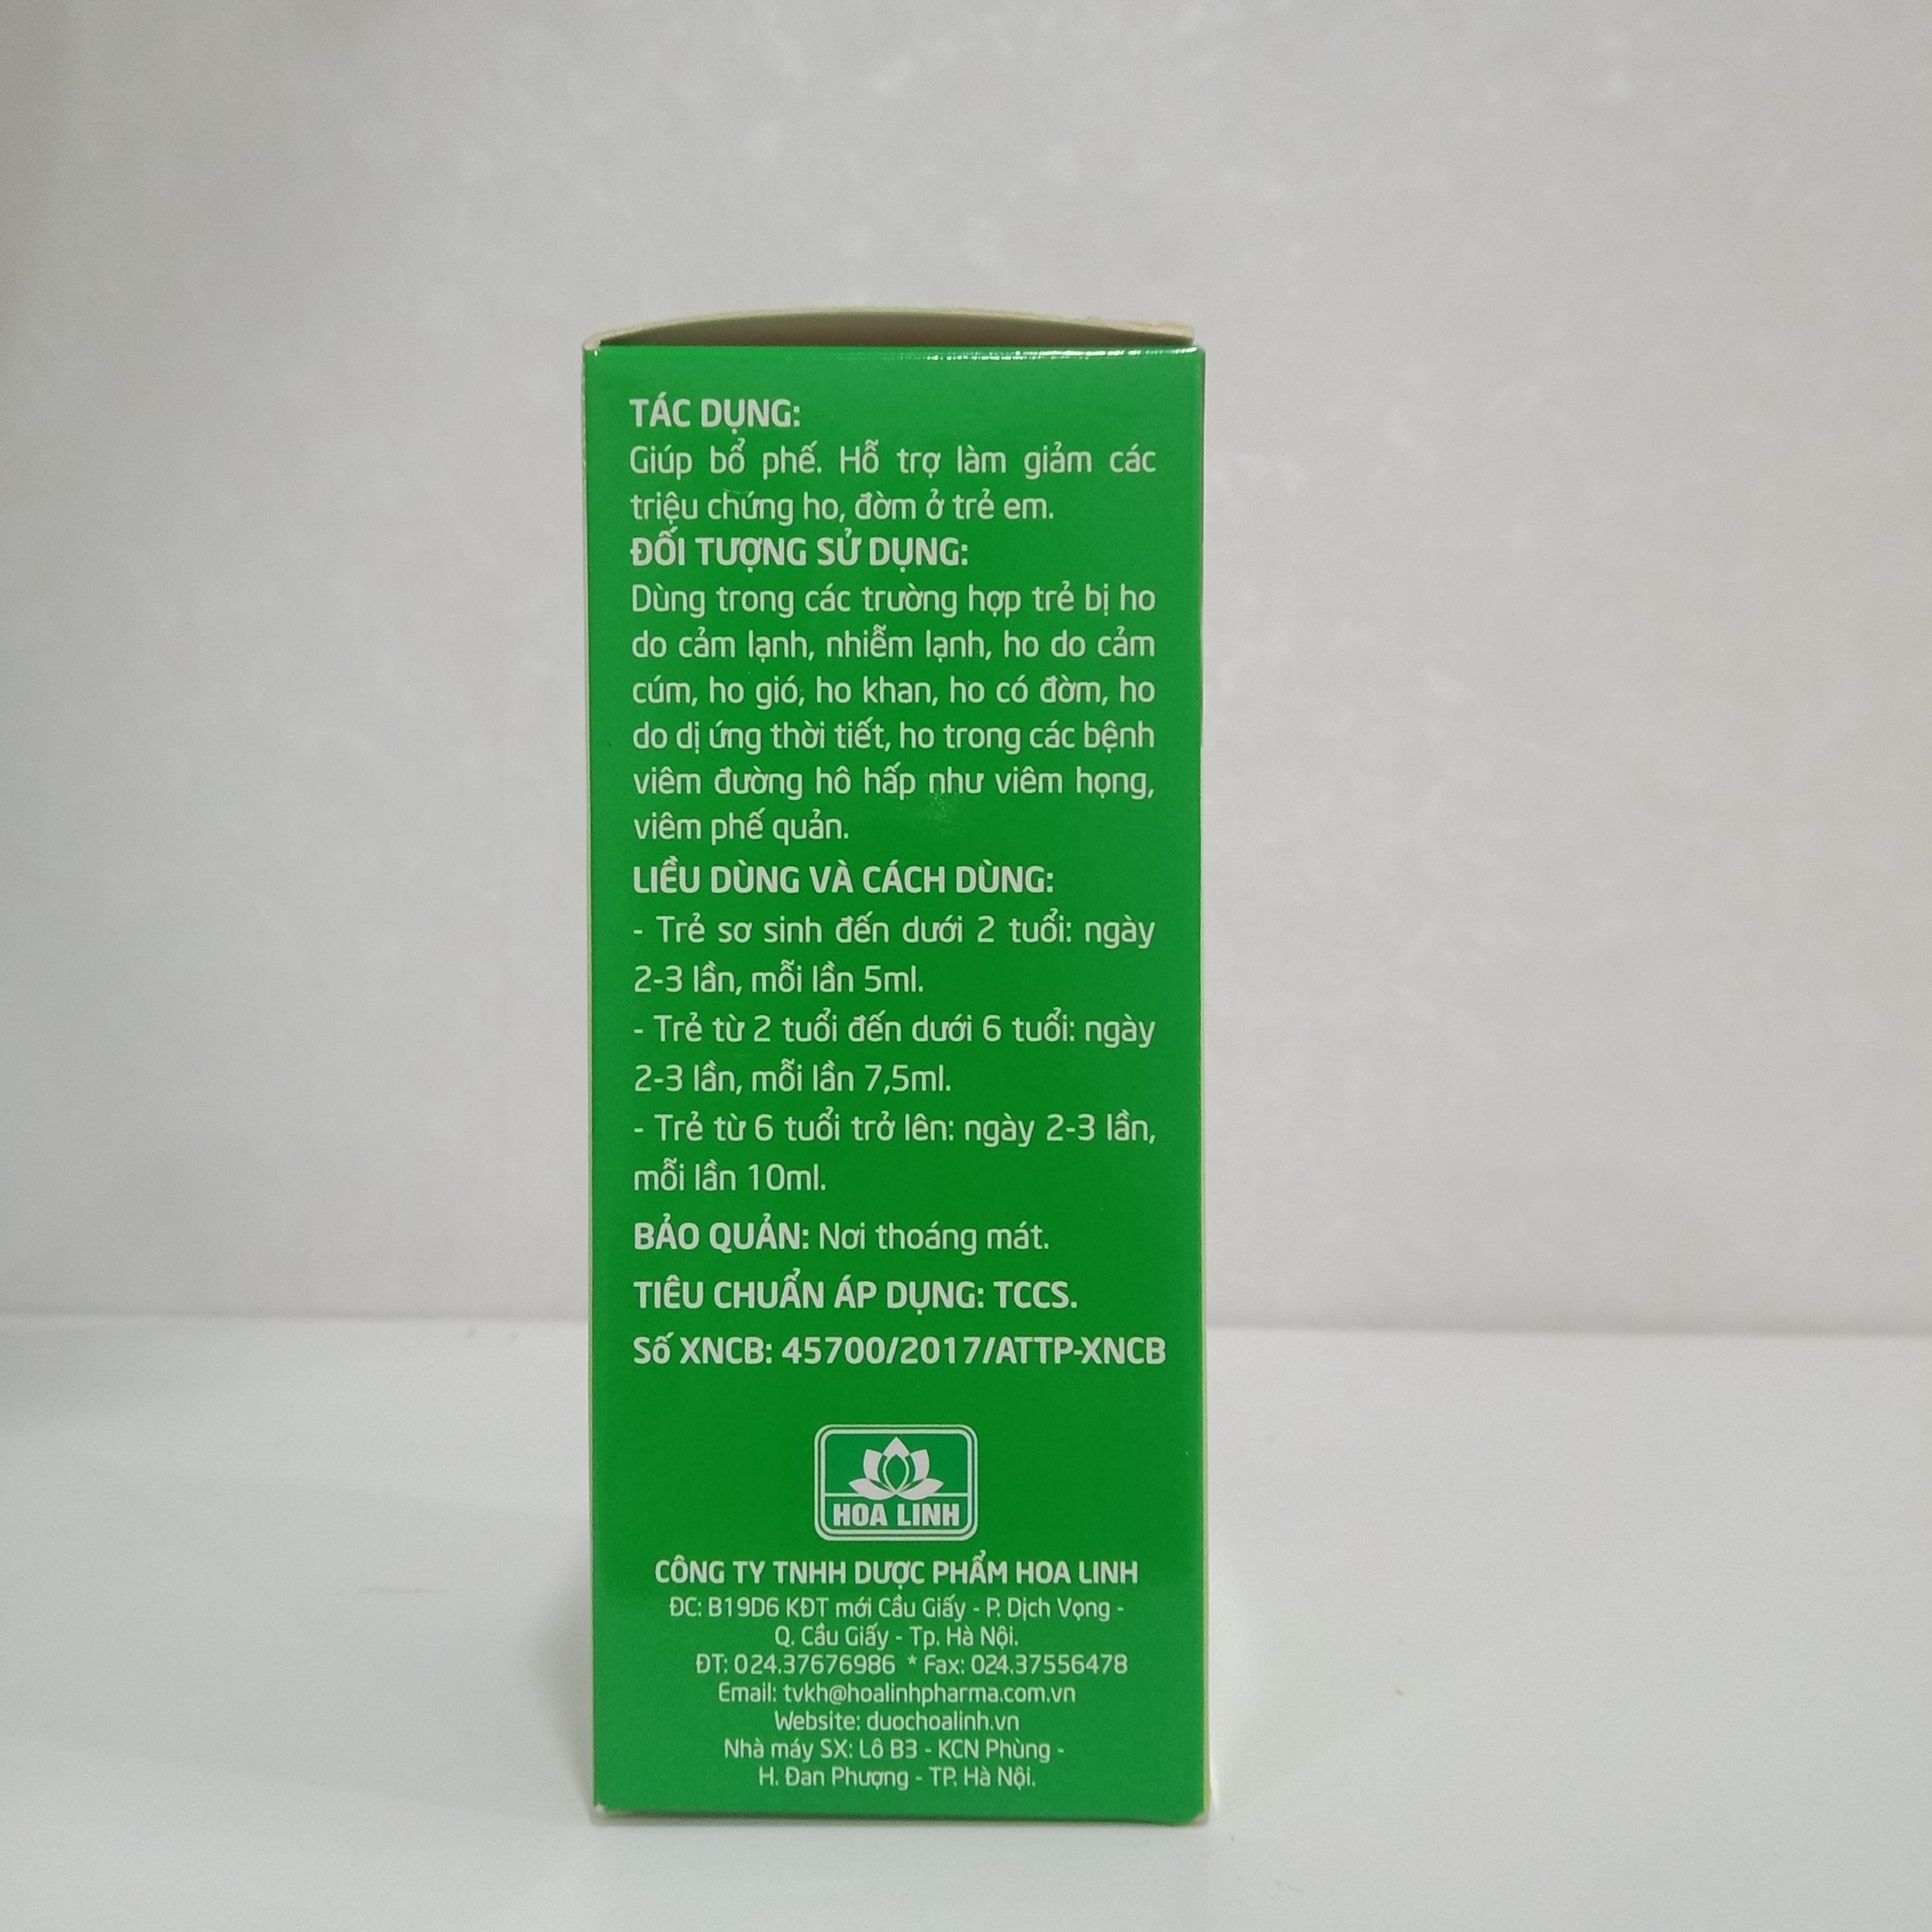 TÁC DỤNG:
Giúp bổ phế. Hỗ trợ làm giảm các
triệu chứng ho, đờm ở trẻ em.
ĐỐI TƯỢNG SỬ DỤNG:
Dùng trong các trường hợp trẻ bị ho
do cảm lạnh, nhiễm lạnh, ho do cảm
cúm, ho gió, ho khan, ho có đờm, ho
do dị ứng thời tiết, ho trong các bệnh
viêm đường hô hấp như viêm họng,
viêm phế quản.
LIỀU DÙNG VÀ CÁCH DÙNG:
- Trẻ sơ sinh đến dưới 2 tuổi: ngày
2-3 lần, mỗi lần 5ml.
- Trẻ từ 2 tuổi đến dưới 6 tuổi: ngày
2-3 lần, mỗi lần 7,5ml.
- Trẻ từ 6 tuổi trở lên: ngày 2-3 lần,
mỗi lần 10ml.
BẢO QUẢN: Nơi thoáng mát.
TIÊU CHUẨN ÁP DỤNG: TCCS.
Số XNCB: 45700/2017/ATTP-XNCB
HOA LINH
CÔNG TY TNHH DƯỢC PHẨM HOA LINH
ĐC: B19D6 KĐT mới Cầu Giấy - P. Dịch Vọng -
Q. Cầu Giấy - Tp. Hà Nội.
ĐT: 024.37676986 * Fax: 024.37556478
Email: tvkh@hoalinhpharma.com.vn
Website: duochoalinh.vn
Nhà máy SX: Lô B3 - KCN Phùng -
H. Đan Phượng - TP. Hà Nội.